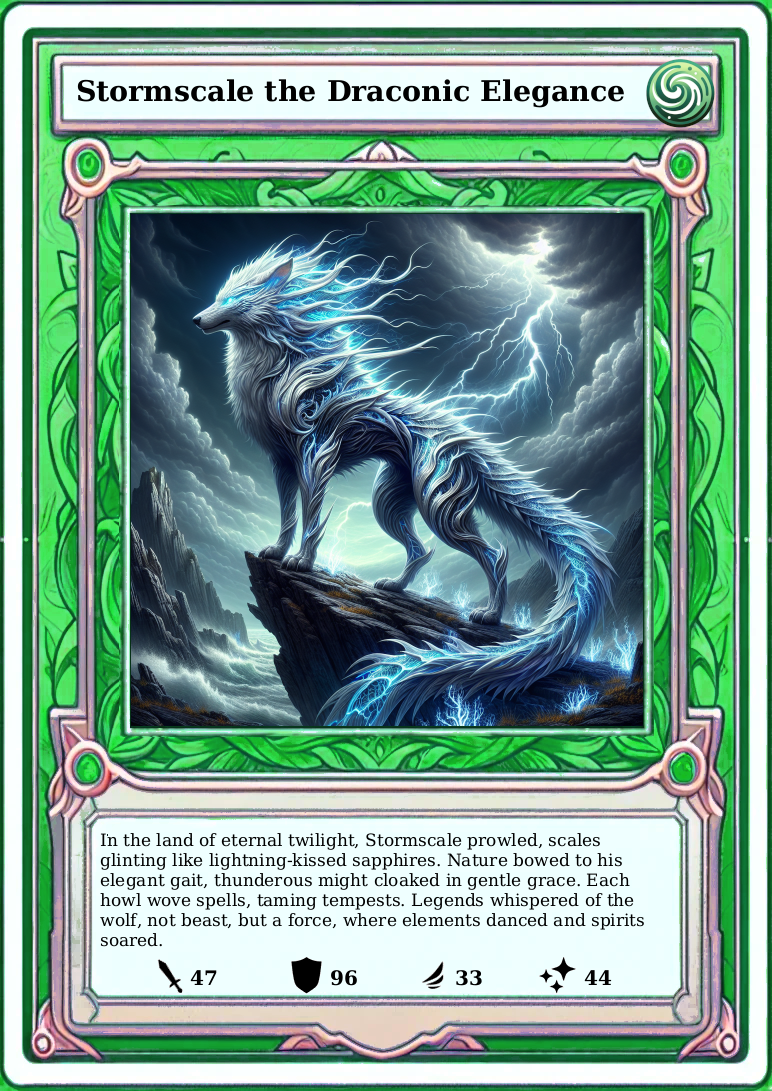 Stormscale the Draconic Elegance
In the land of eternal twilight, Stormscale prowled, scales
glinting like lightning-kissed sapphires. Nature bowed to his
elegant gait, thunderous might cloaked in gentle grace. Each
howl wove spells, taming tempests. Legends whispered of the
wolf, not beast, but a force, where elements danced and spirits
soared.
47 96 33 44